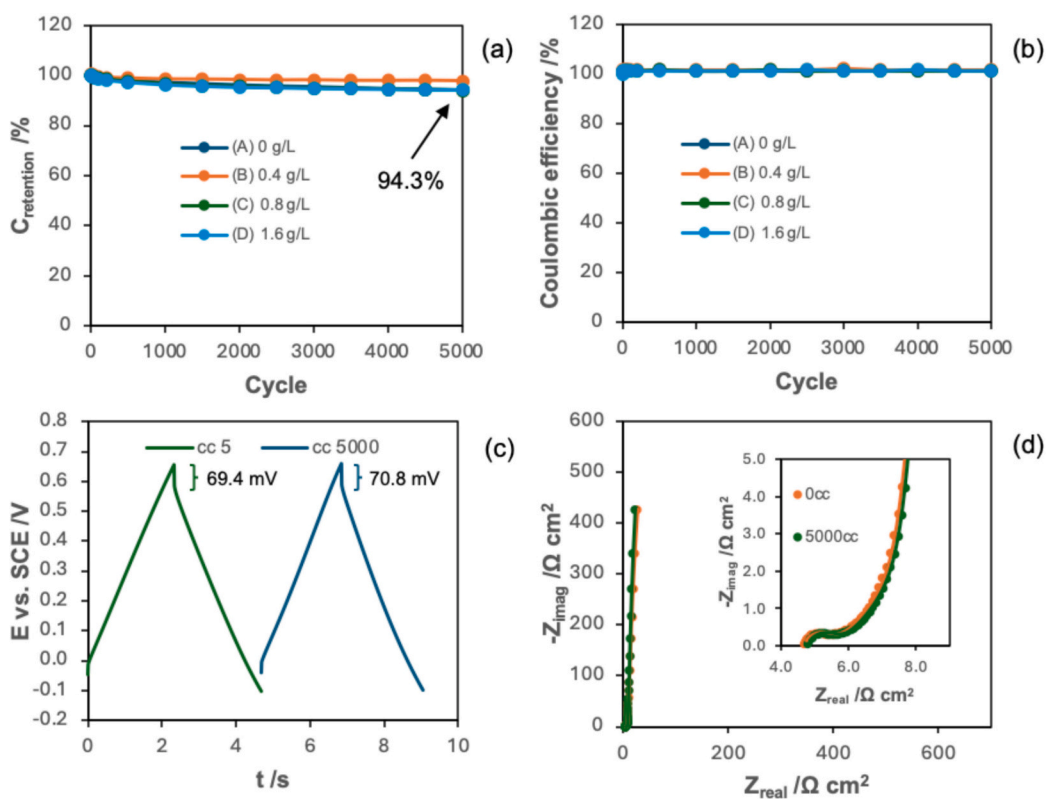 (a)
C_retention /%
120
100
80
60
40
20
0
(A) 0 g/L
(B) 0.4 g/L
(C) 0.8 g/L
(D) 1.6 g/L
94.3%
0 1000 2000 3000 4000 5000
Cycle
(b)
Coulombic efficiency /%
120
100
80
60
40
20
0
(A) 0 g/L
(B) 0.4 g/L
(C) 0.8 g/L
(D) 1.6 g/L
0 1000 2000 3000 4000 5000
Cycle
(c)
E vs. SCE /V
0.8
0.7
0.6
0.5
0.4
0.3
0.2
0.1
0.0
-0.1
-0.2
cc 5 cc 5000
69.4 mV 70.8 mV
0 2 4 6 8 10
t /s
(d)
-Z_imag /Ω cm²
600
500
400
300
200
100
0
-Z_imag /Ω cm²
5.0
4.0
3.0
2.0
1.0
0.0
0cc
5000cc
4.0 6.0 8.0
Z_real /Ω cm²
0 200 400 600
Z_real /Ω cm²